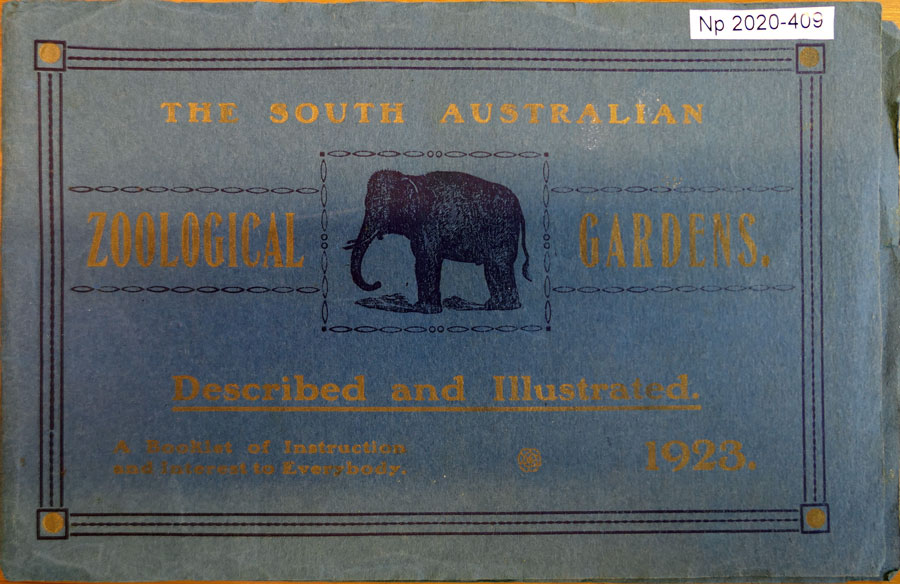 Np 2020-409
THE SOUTH AUSTRALIAN
ZOOLOGICAL GARDENS.
Described and Illustrated.
A Booklet of Instruction
and Interest to Everybody.
1923.